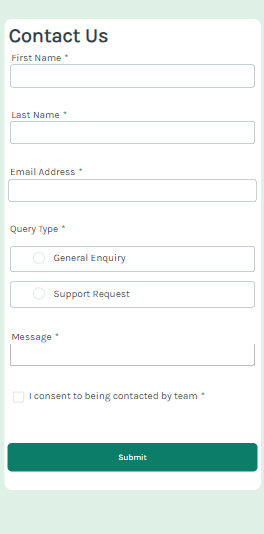 Contact Us
First Name *
Last Name *
Email Address *
Query Type *
General Enquiry
Support Request
Message *
I consent to being contacted by team *
Submit